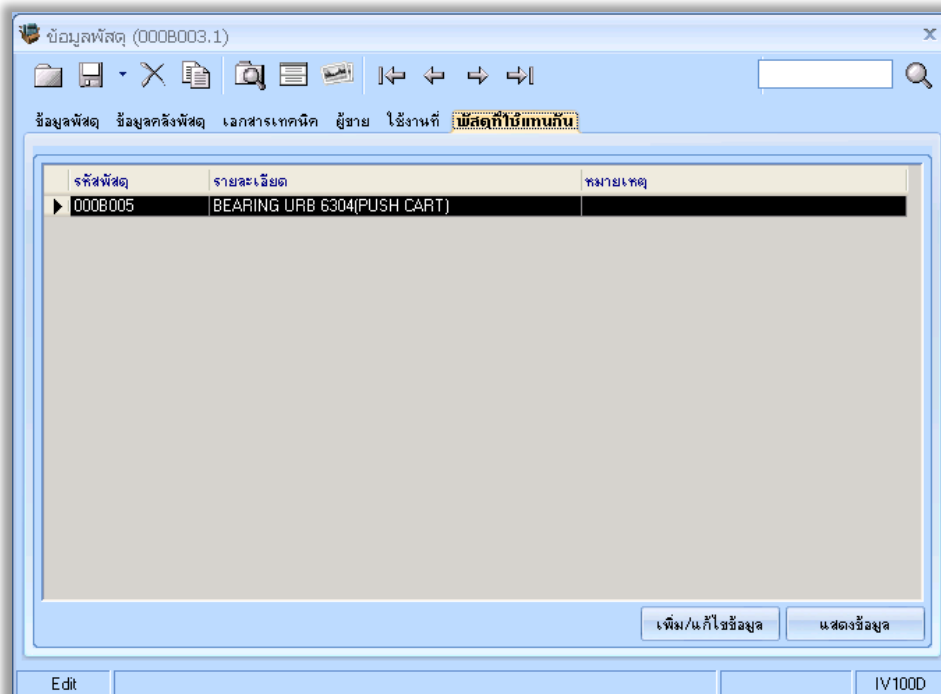 ข้อมูลพัสดุ (000B003.1)
ข้อมูลพัสดุ ข้อมูลคลังพัสดุ เอกสารเทคนิค ผู้ขาย ใช้งานที่ พัสดุที่ใช้แทนกัน
รหัสพัสดุ รายละเอียด หมายเหตุ
000B005 BEARING URB 6304(PUSH CART)
เพิ่ม/แก้ไขข้อมูล แสดงข้อมูล
Edit IV100D